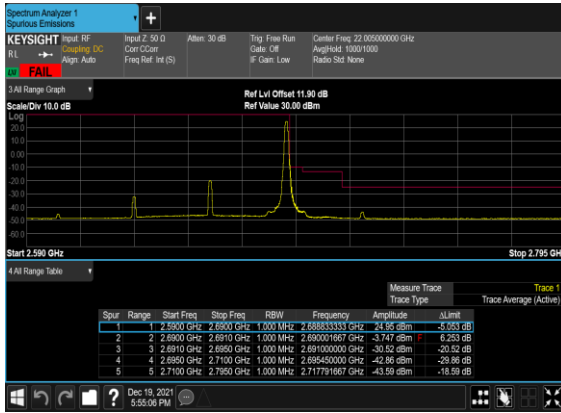 Spectrum Analyzer 1
Spurious Emissions
KEYSIGHT Input: RF Input Z: 50 Ω Atten: 30 dB Trig: Free Run Center Freq: 22.005000000 GHz
RL Coupling: DC Corr CCorr Gate: Off Avg|Hold: 1000/1000
Align: Auto Freq Ref: Int (S) IF Gain: Low Radio Std: None
LXI FAIL
3 All Range Graph
Ref Lvl Offset 11.90 dB
Scale/Div 10.0 dB Ref Value 30.00 dBm
Log
20.0
10.0
0.00
-10.0
-20.0
-30.0
-40.0
-50.0
-60.0
Start 2.590 GHz Stop 2.795 GH
4 All Range Table
Measure Trace Trace 1
Trace Type Trace Average (Active)
Spur Range Start Freq Stop Freq RBW Frequency Amplitude ΔLimit
1 1 2.5900 GHz 2.6900 GHz 1.000 MHz 2.688833333 GHz 24.95 dBm -5.053 dB
2 2 2.6900 GHz 2.6910 GHz 1.000 MHz 2.690001667 GHz -3.747 dBm F 6.253 dB
3 3 2.6910 GHz 2.6950 GHz 1.000 MHz 2.691000000 GHz -30.52 dBm -20.52 dB
4 4 2.6950 GHz 2.7100 GHz 1.000 MHz 2.695450000 GHz -42.86 dBm -29.86 dB
5 5 2.7100 GHz 2.7950 GHz 1.000 MHz 2.717791667 GHz -43.59 dBm -18.59 dB
? Dec 19, 2021
5:55:06 PM